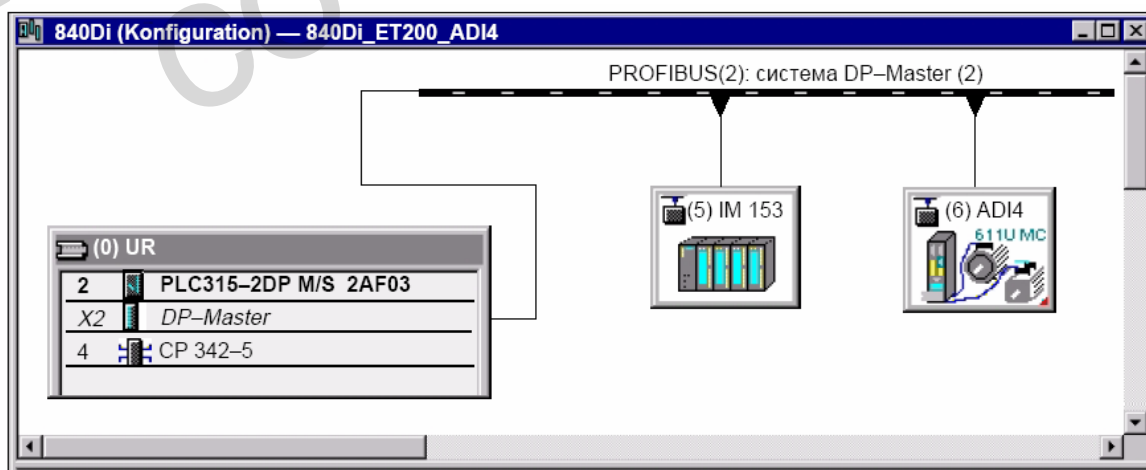 840Di (Konfiguration) — 840Di_ET200_ADI4
PROFIBUS(2): система DP–Master (2)
(5) IM 153
(6) ADI4
611U MC
(0) UR
2 PLC315–2DP M/S 2AF03
X2 DP–Master
4 CP 342–5